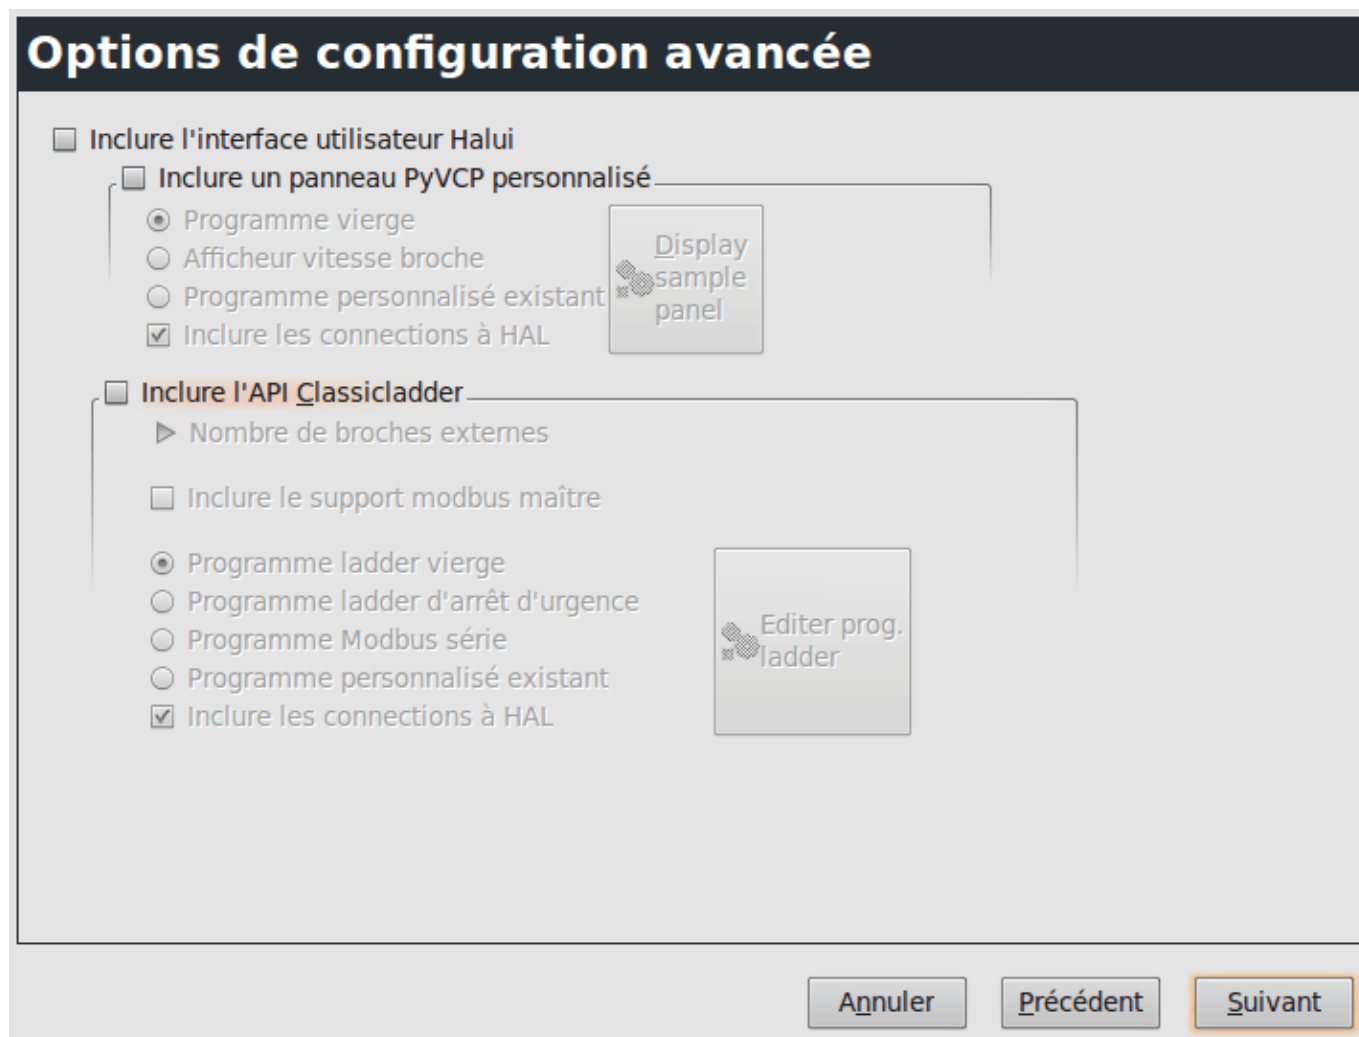 Options de configuration avancée
Inclure l'interface utilisateur Halui
Inclure un panneau PyVCP personnalisé
Programme vierge
Afficheur vitesse broche
Programme personnalisé existant
Inclure les connections à HAL
Display
sample
panel
Inclure l'API Classicladder
Nombre de broches externes
Inclure le support modbus maître
Programme ladder vierge
Programme ladder d'arrêt d'urgence
Programme Modbus série
Programme personnalisé existant
Inclure les connections à HAL
Editer prog.
ladder
Annuler
Précédent
Suivant